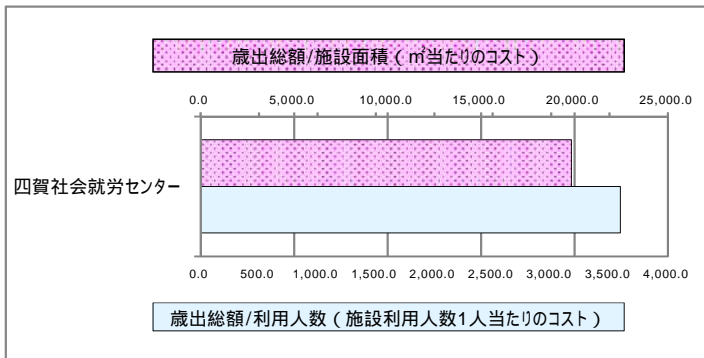 歳出総額/施設面積(㎡当たりのコスト)
0.0 5,000.0 10,000.0 15,000.0 20,000.0 25,000.0
四賀社会就労センター
0.0 500.0 1,000.0 1,500.0 2,000.0 2,500.0 3,000.0 3,500.0 4,000.0
歳出総額/利用人数(施設利用人数1人当たりのコスト)